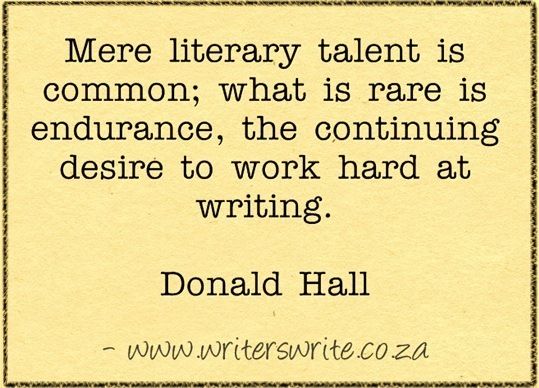 Mere literary talent is
common; what is rare is
endurance, the continuing
desire to work hard at
writing.
Donald Hall
- www.writerswrite.co.za